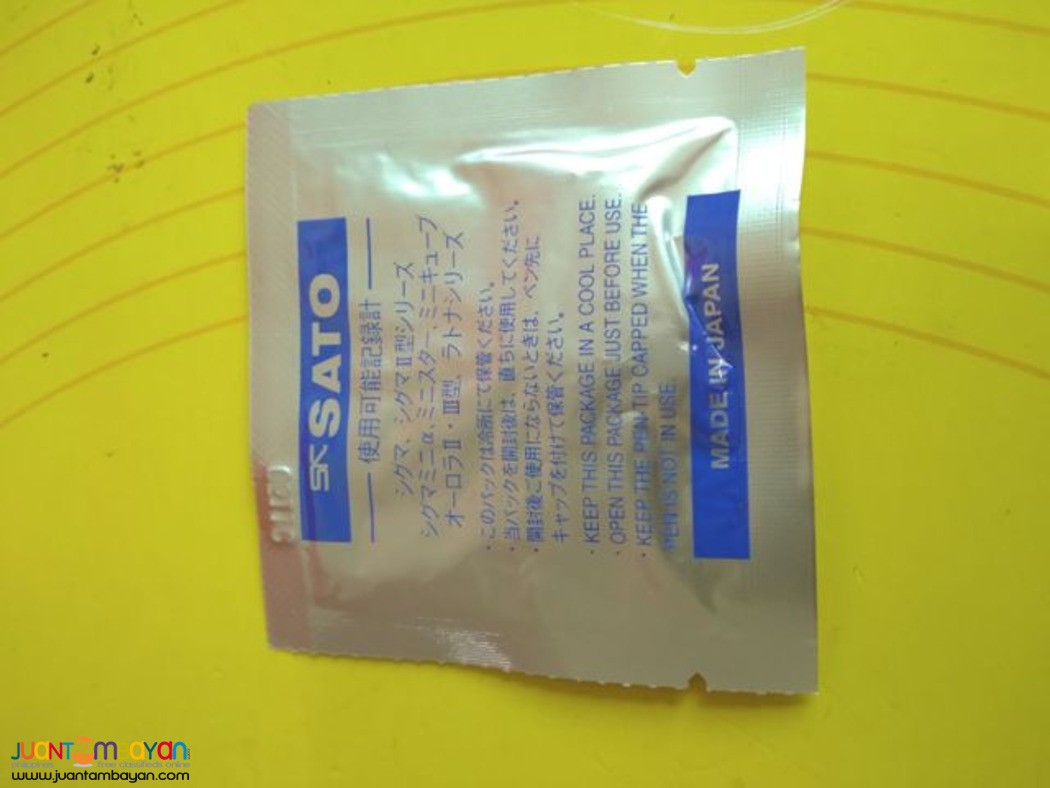 SK SATO
使用可能記録計
シグマ、シグマⅡ型シリーズ
シグマミニα、ミニスター、ミニキューブ
オーロラⅡ・Ⅲ型 ラトナシリーズ
・このパックは冷所にて保管ください。
・当パックを開封後は、直ちに使用してください。
・開封後ご使用にならないときは、ペン先に
キャップを付けて保管ください。
・KEEP THIS PACKAGE IN A COOL PLACE.
・OPEN THIS PACKAGE JUST BEFORE USE.
・KEEP THE PEN-TIP CAPPED WHEN THE
PEN IS NOT IN USE.
MADE IN JAPAN
JUANTAMBAYAN
philippines free classifieds online
www.juantambayan.com